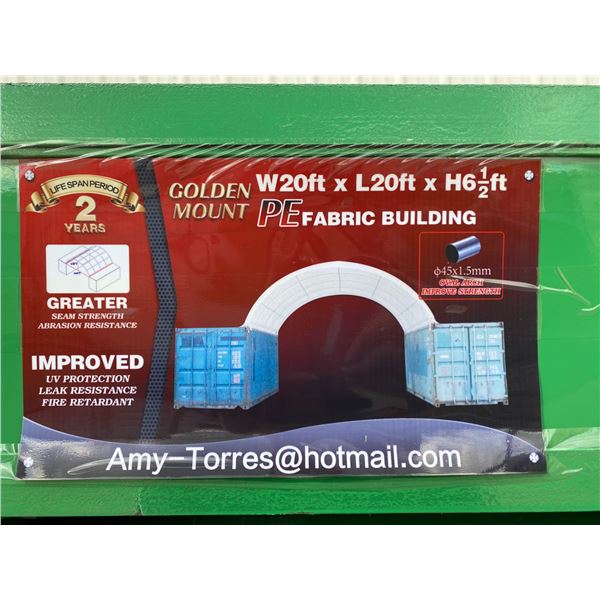 LIFE SPAN PERIOD
2
YEARS
GREATER
SEAM STRENGTH
ABRASION RESISTANCE
IMPROVED
UV PROTECTION
LEAK RESISTANCE
FIRE RETARDANT
GOLDEN
MOUNT
W20ft x L20ft x H6½ft
PE FABRIC BUILDING
φ45x1.5mm
OVAL ARCH
IMPROVE STRENGTH
Amy-Torres@hotmail.com